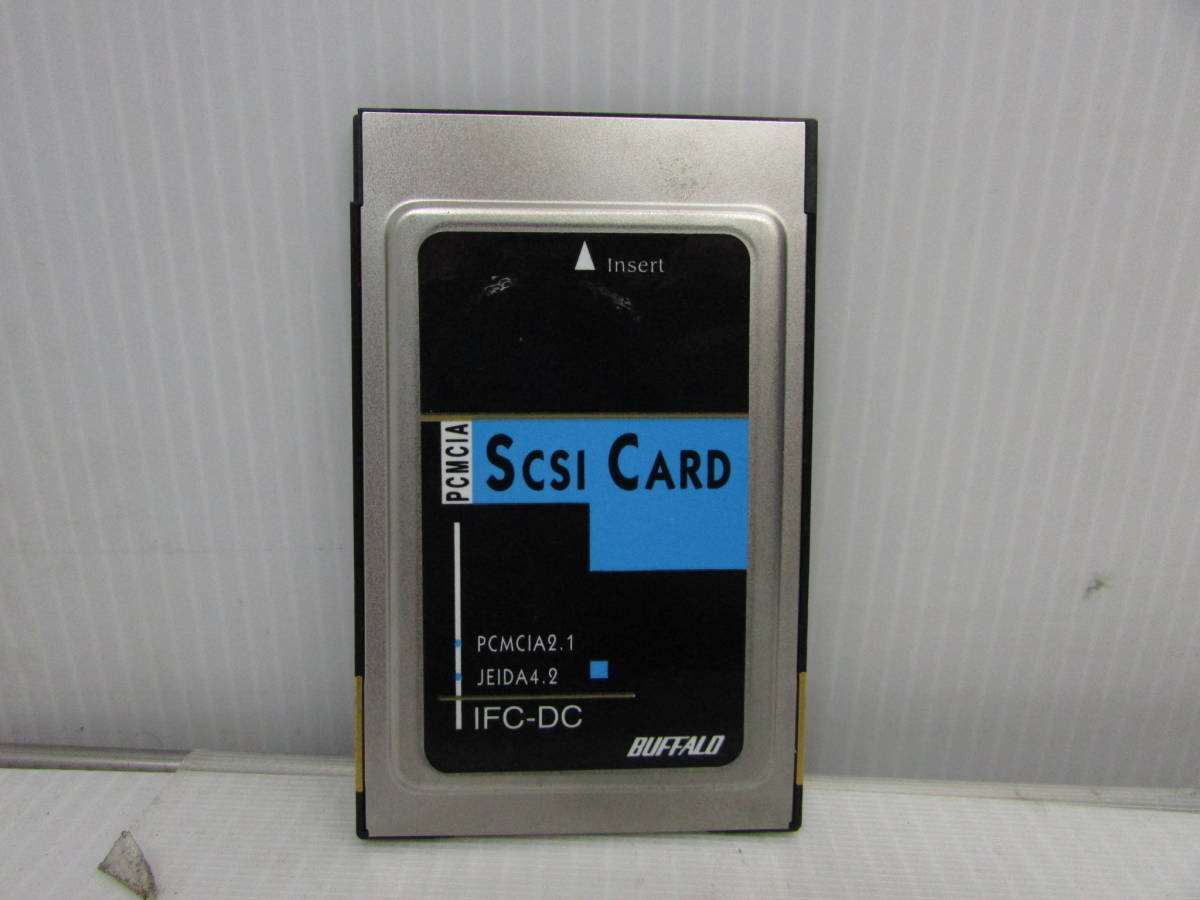 Insert
PCMCIA
SCSI CARD
PCMCIA2.1
JEIDA4.2
IFC-DC
BUFFALO